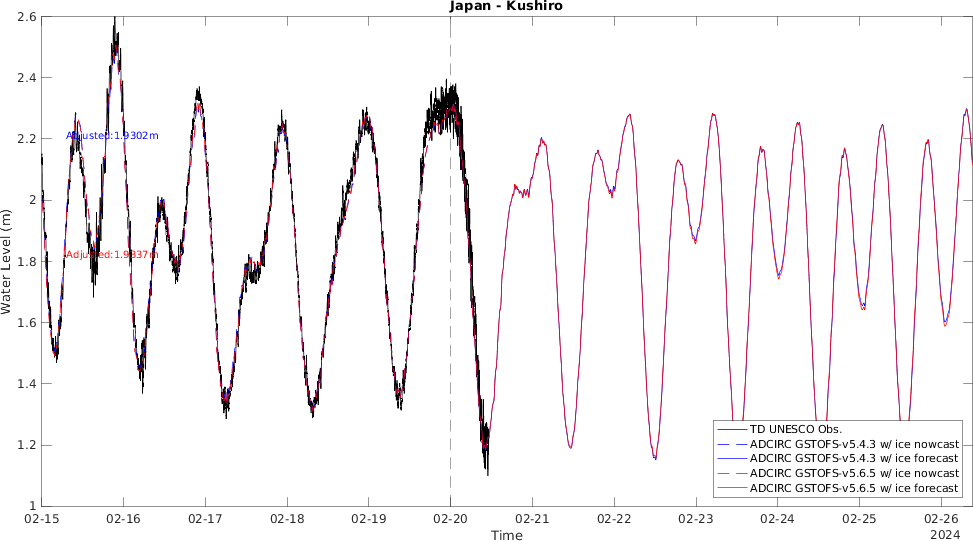 Japan - Kushiro
2.6
2.4
2.2
2
1.8
1.6
1.4
1.2
1
Water Level (m)
Adjusted:1.9302m
Adjusted:1.9337m
TD UNESCO Obs.
ADCIRC GSTOFS-v5.4.3 w/ ice nowcast
ADCIRC GSTOFS-v5.4.3 w/ ice forecast
ADCIRC GSTOFS-v5.6.5 w/ ice nowcast
ADCIRC GSTOFS-v5.6.5 w/ ice forecast
02-15 02-16 02-17 02-18 02-19 02-20 02-21 02-22 02-23 02-24 02-25 02-26
2024
Time